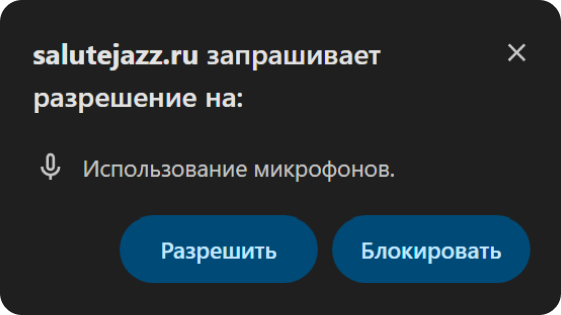 salutejazz.ru запрашивает
разрешение на:
Использование микрофонов.
Разрешить Блокировать